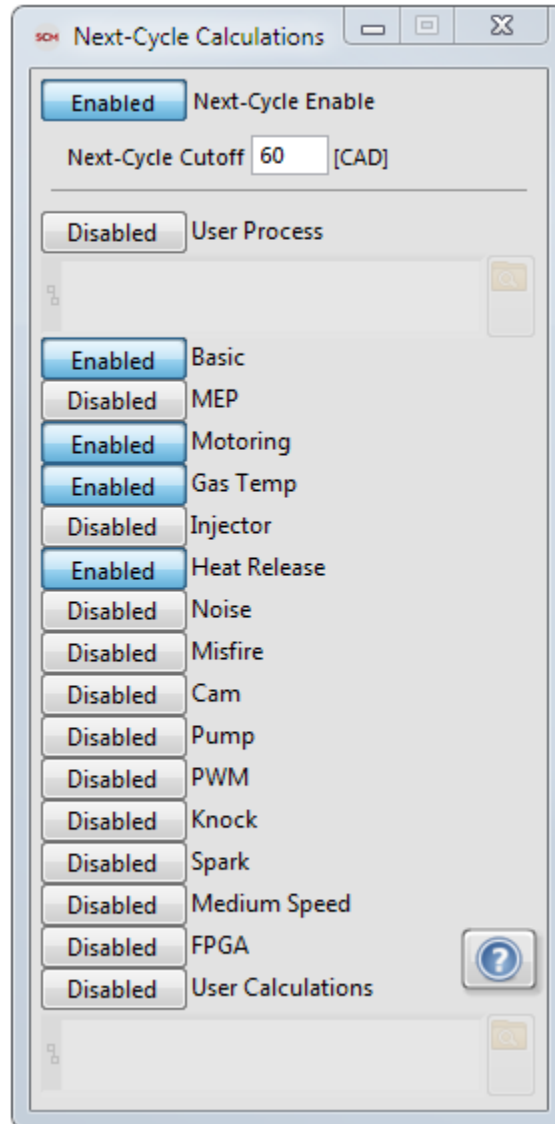 SCM Next-Cycle Calculations
Enabled Next-Cycle Enable
Next-Cycle Cutoff 60 [CAD]
Disabled User Process
Enabled Basic
Disabled MEP
Enabled Motoring
Enabled Gas Temp
Disabled Injector
Enabled Heat Release
Disabled Noise
Disabled Misfire
Disabled Cam
Disabled Pump
Disabled PWM
Disabled Knock
Disabled Spark
Disabled Medium Speed
Disabled FPGA
?
Disabled User Calculations